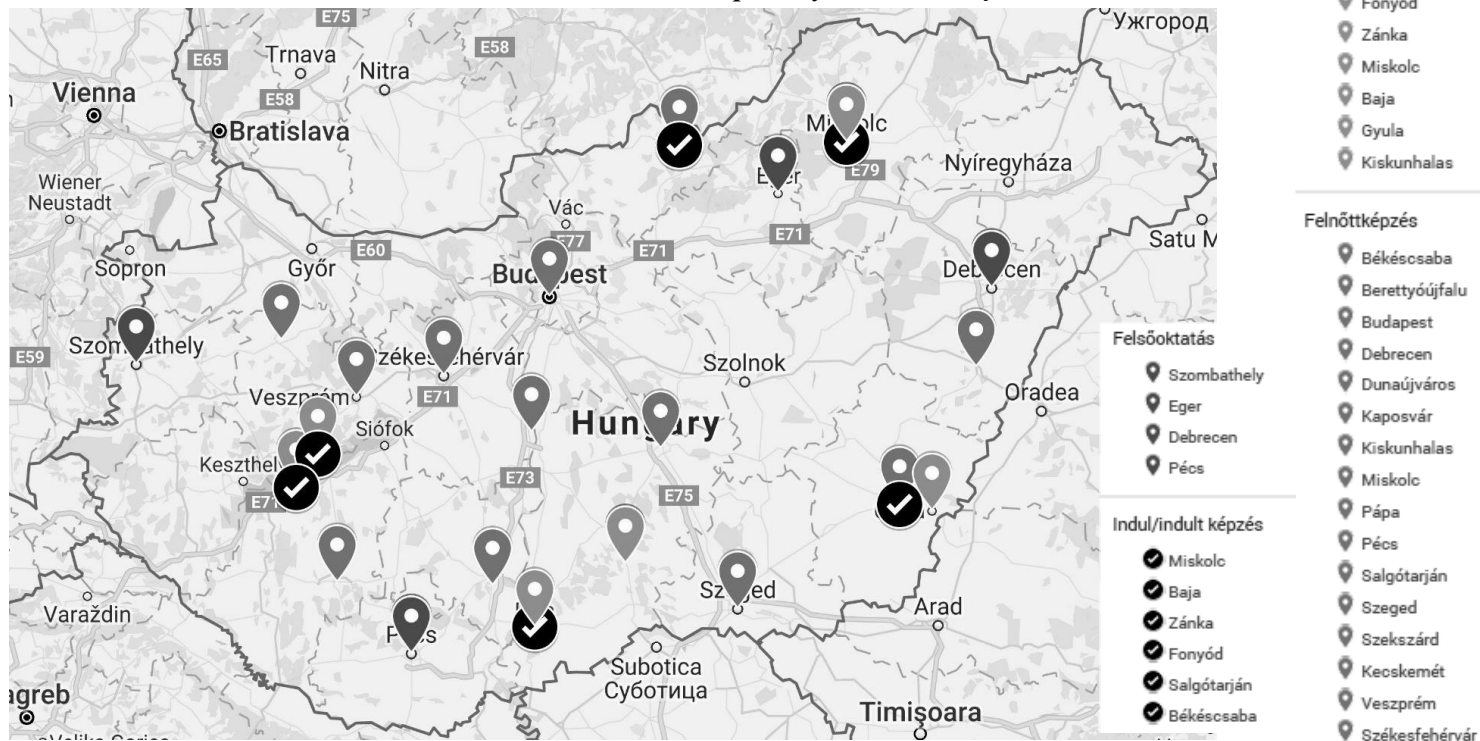 E75
Ужгород
E65
Trnava
E58
Nitra
Vienna
E58
Bratislava
Miskolc
Nyíregyháza
Eger
E79
Wiener
Neustadt
Vác
E77
E71
E71
Satu M
Sopron
E60
Győr
Budapest
Debrecen
E59
Szombathely
Székesfehérvár
Szolnok
Veszprém
E71
Oradea
Hungary
Siófok
Keszthely
E71
E73
E75
Szeged
Arad
Varaždin
Pécs
Subotica
Суботица
agreb
Timișoara
Felsőoktatás
Szombathely
Eger
Debrecen
Pécs
Indul/indult képzés
Miskolc
Baja
Zánka
Fonyód
Salgótarján
Békéscsaba
Fonyód
Zánka
Miskolc
Baja
Gyula
Kiskunhalas
Felnőttképzés
Békéscsaba
Berettyóújfalu
Budapest
Debrecen
Dunaújváros
Kaposvár
Kiskunhalas
Miskolc
Pápa
Pécs
Salgótarján
Szeged
Szekszárd
Kecskemét
Veszprém
Székesfehérvár